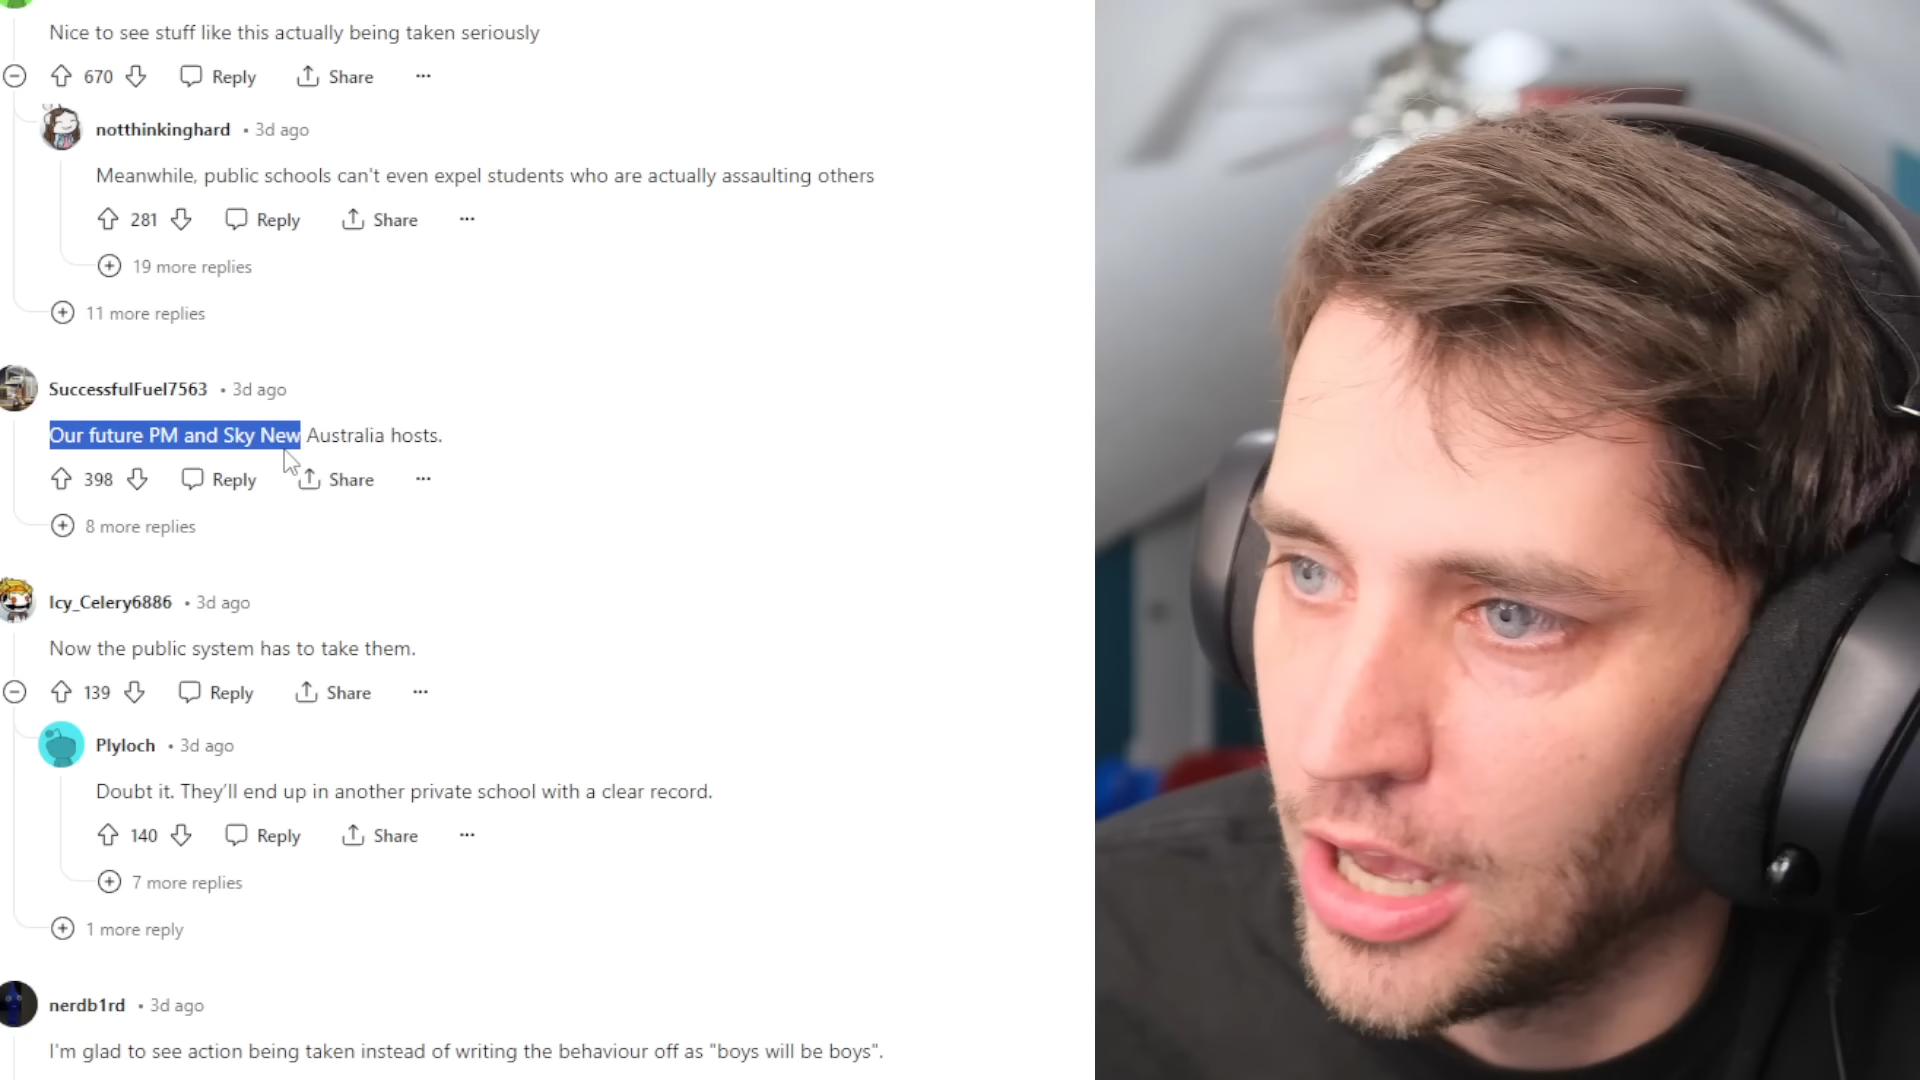 Nice to see stuff like this actually being taken seriously
670 Reply Share ...
notthinkinghard • 3d ago
Meanwhile, public schools can't even expel students who are actually assaulting others
281 Reply Share ...
19 more replies
11 more replies
SuccessfulFuel7563 • 3d ago
Our future PM and Sky New Australia hosts.
398 Reply Share ...
8 more replies
Icy_Celery6886 • 3d ago
Now the public system has to take them.
139 Reply Share ...
Plyloch • 3d ago
Doubt it. They’ll end up in another private school with a clear record.
140 Reply Share ...
7 more replies
1 more reply
nerdb1rd • 3d ago
I'm glad to see action being taken instead of writing the behaviour off as "boys will be boys".